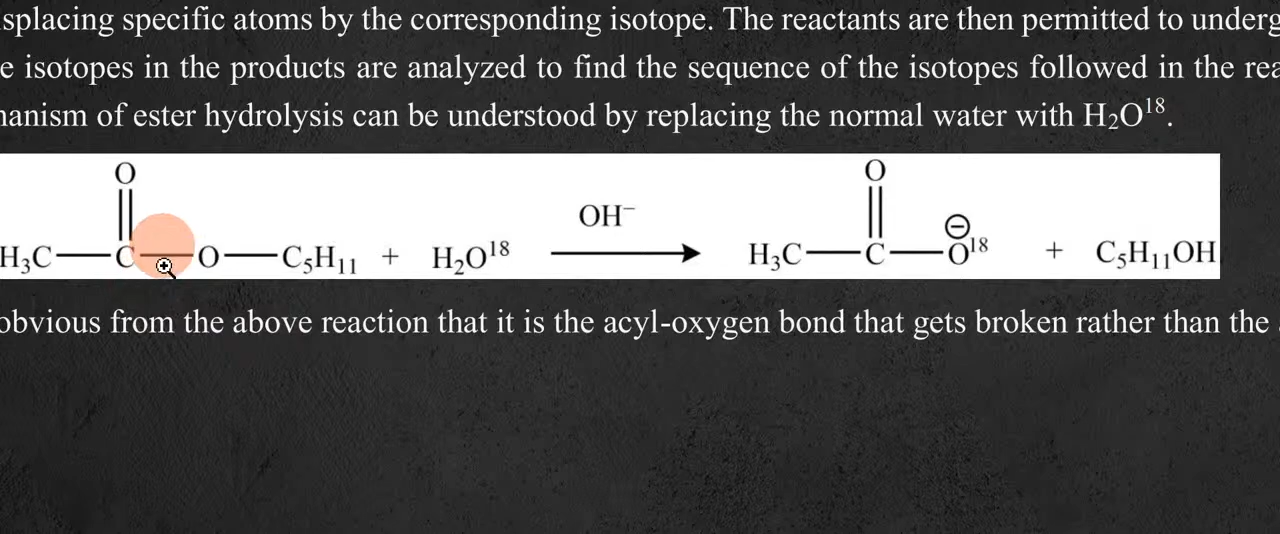 splacing specific atoms by the corresponding isotope. The reactants are then permitted to underg
e isotopes in the products are analyzed to find the sequence of the isotopes followed in the rea
hanism of ester hydrolysis can be understood by replacing the normal water with H₂O¹⁸.
O O
OH⁻
H₃C—C—O—C₅H₁₁ + H₂O¹⁸ H₃C—C—O¹⁸ + C₅H₁₁OH
obvious from the above reaction that it is the acyl-oxygen bond that gets broken rather than the